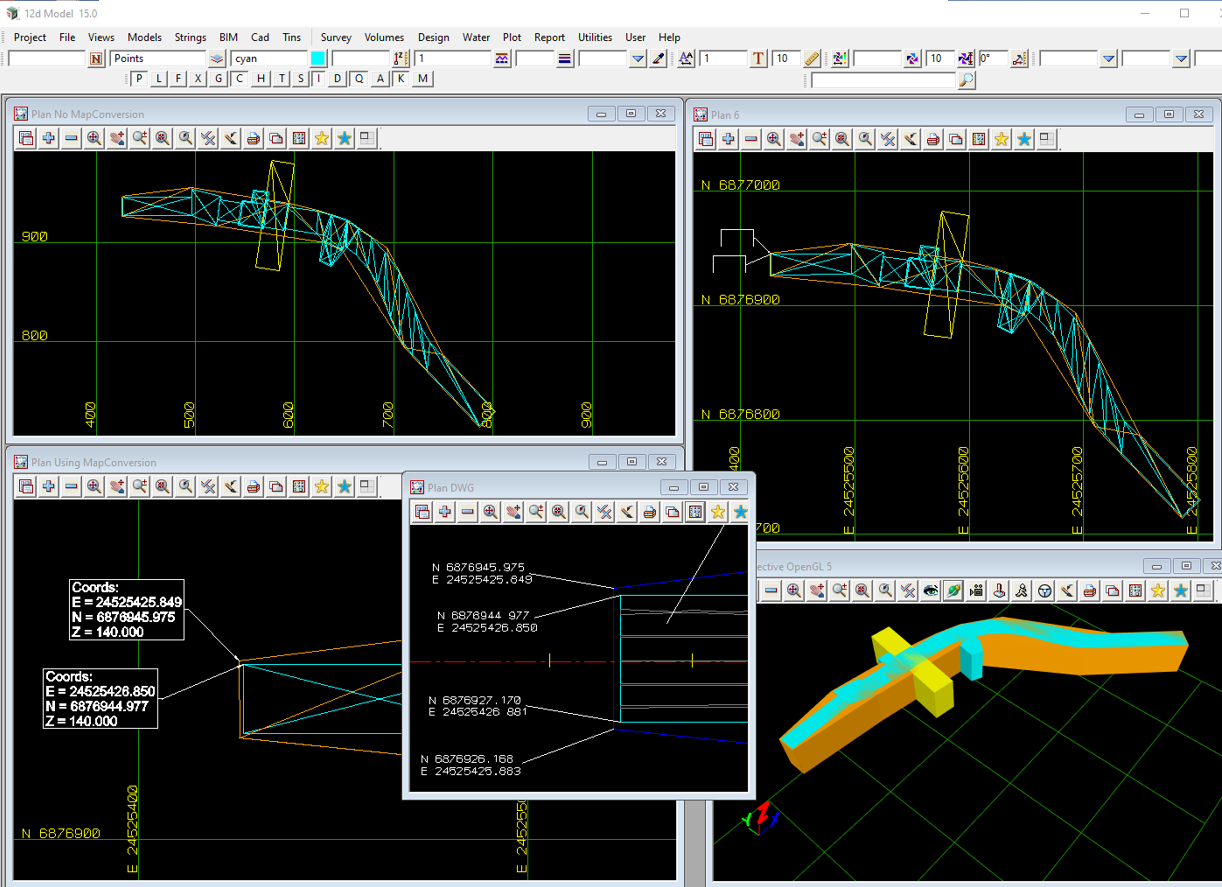 12d Model 15.0
Project File Views Models Strings BIM Cad Tins Survey Volumes Design Water Plot Report Utilities User Help
N Points cyan 1 1 T 10 10 0°
P L F X G C H T S I D Q A K M
Plan No MapConversion
900
800
400 500 600 700 800 900
Plan 6
N 6877000
N 6876900
N 6876800
700
400
E 24525500
E 24525600
E 24525700
E 24525800
Plan Using MapConversion
Coords:
E = 24525425.849
N = 6876945.975
Z = 140.000
Coords:
E = 24525426.850
N = 6876944.977
Z = 140.000
N 6876900
E 24525400
E 2452550
Plan DWG
N 6876945.975
E 24525425.849
N 6876944 977
E 24525426.850
N 6876927.170
E 24525426 881
N 6876926.168
E 24525425.883
ective OpenGL 5
Y X